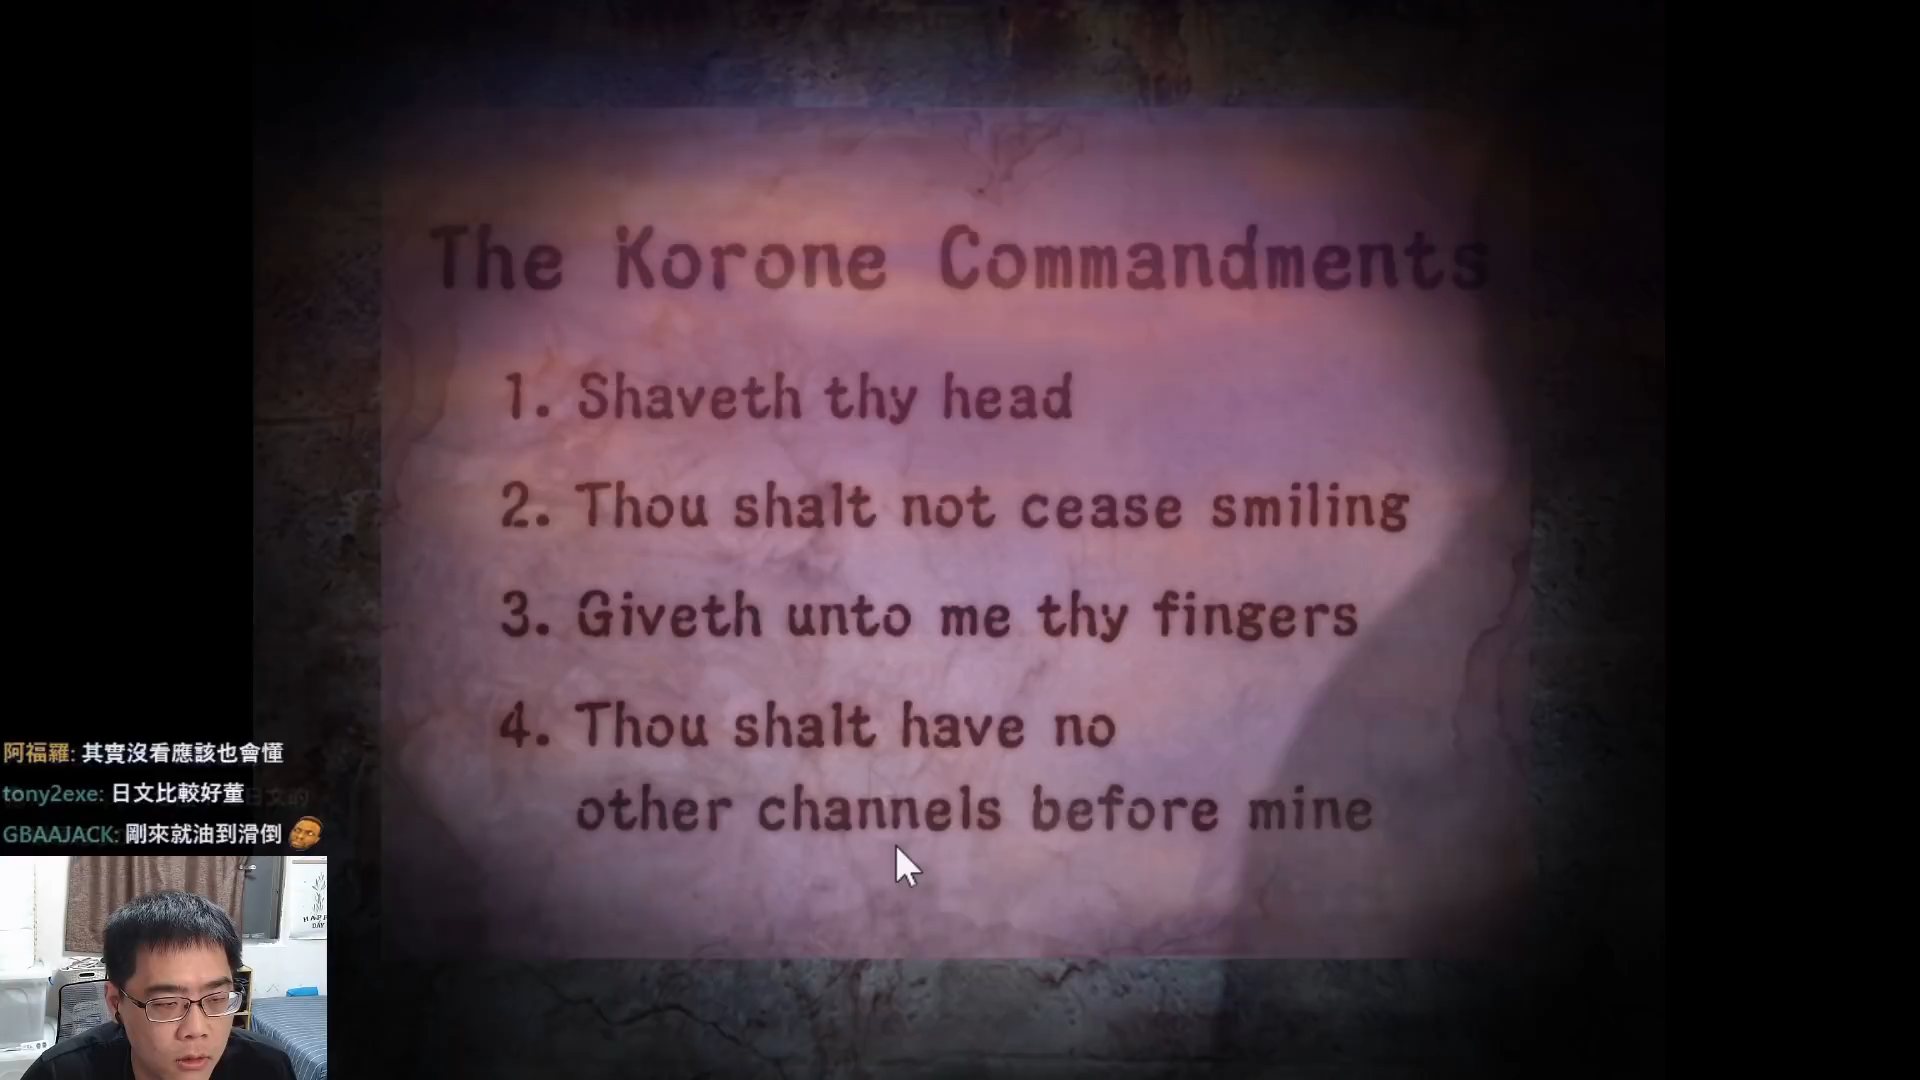 The Korone Commandments
1. Shaveth thy head
2. Thou shalt not cease smiling
3. Giveth unto me thy fingers
4. Thou shalt have no
other channels before mine
阿福羅: 其實沒看應該也會懂
tony2exe: 日文比較好董
GBAAJACK: 剛來就油到滑倒